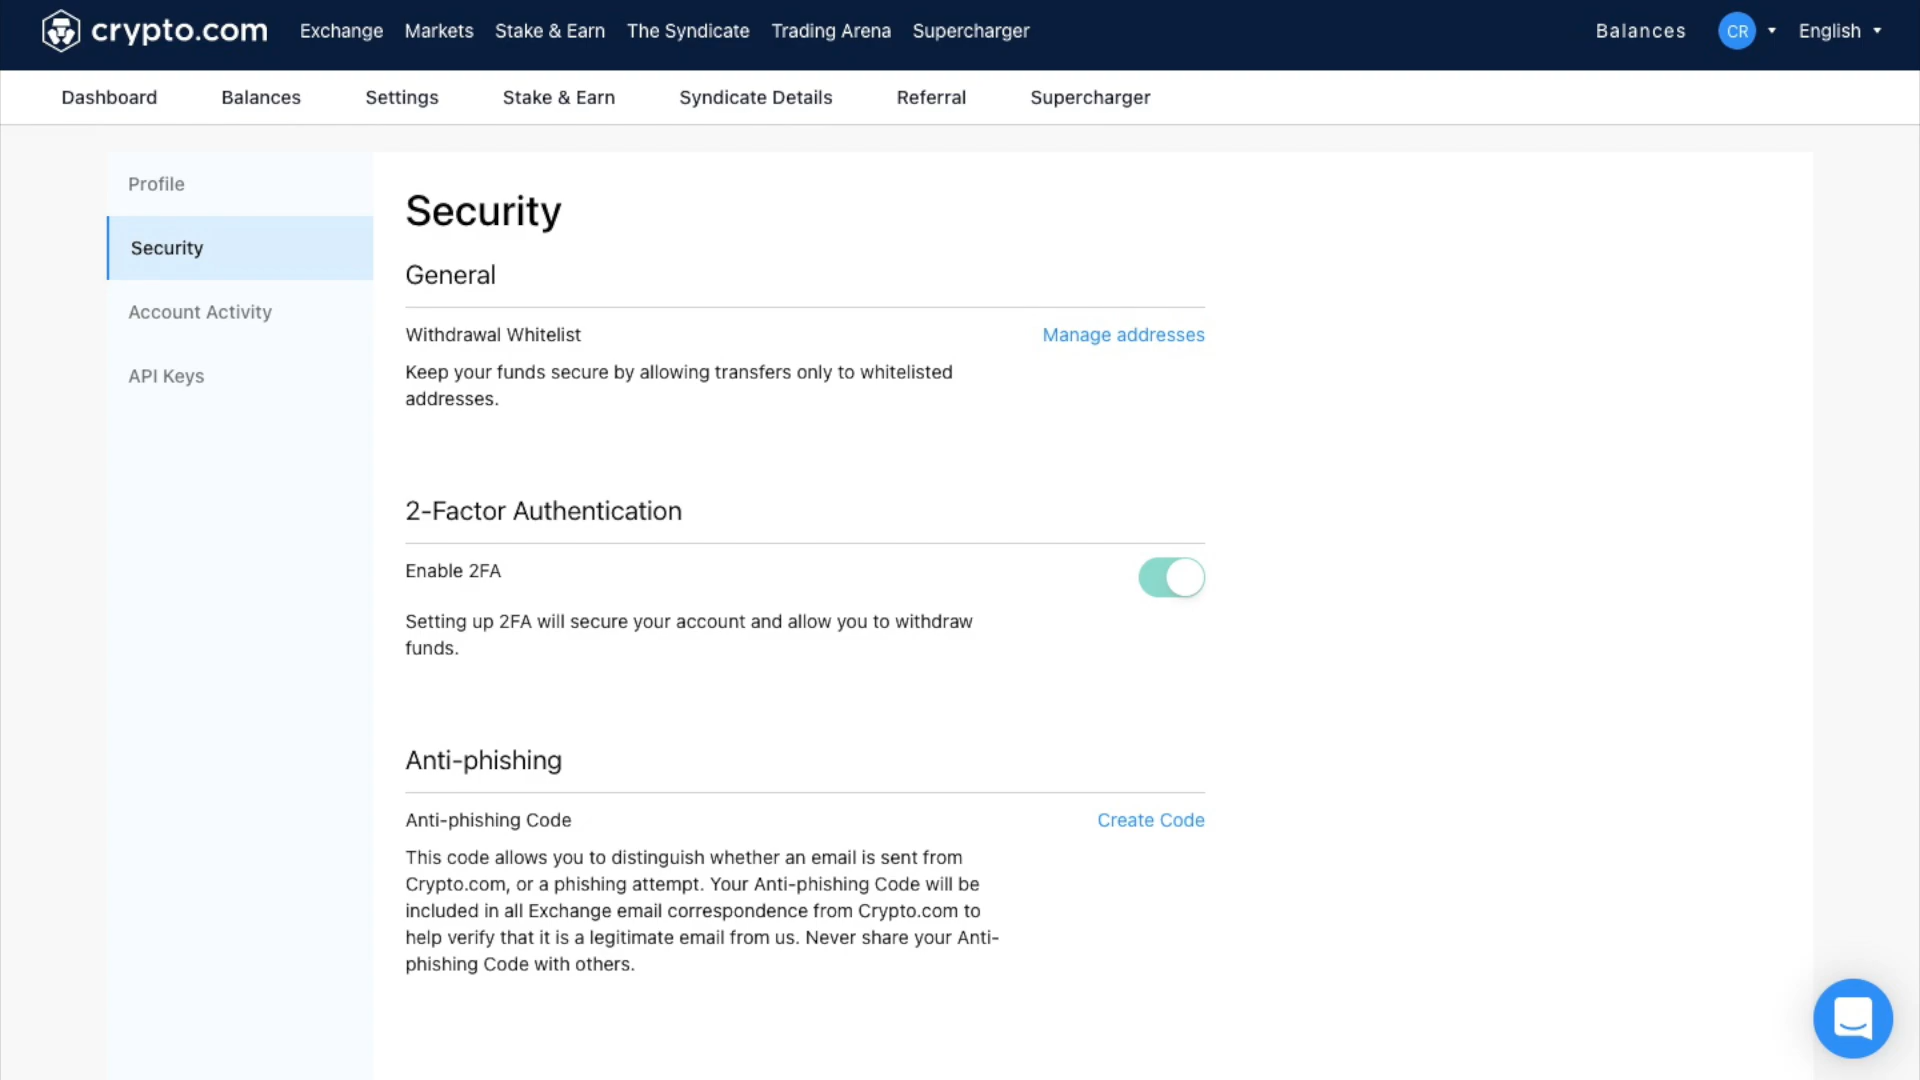 crypto.com Exchange Markets Stake & Earn The Syndicate Trading Arena Supercharger Balances CR English
Dashboard Balances Settings Stake & Earn Syndicate Details Referral Supercharger
Profile
Security
Account Activity
API Keys
Security
General
Withdrawal Whitelist Manage addresses
Keep your funds secure by allowing transfers only to whitelisted
addresses.
2-Factor Authentication
Enable 2FA
Setting up 2FA will secure your account and allow you to withdraw
funds.
Anti-phishing
Anti-phishing Code Create Code
This code allows you to distinguish whether an email is sent from
Crypto.com, or a phishing attempt. Your Anti-phishing Code will be
included in all Exchange email correspondence from Crypto.com to
help verify that it is a legitimate email from us. Never share your Anti-
phishing Code with others.